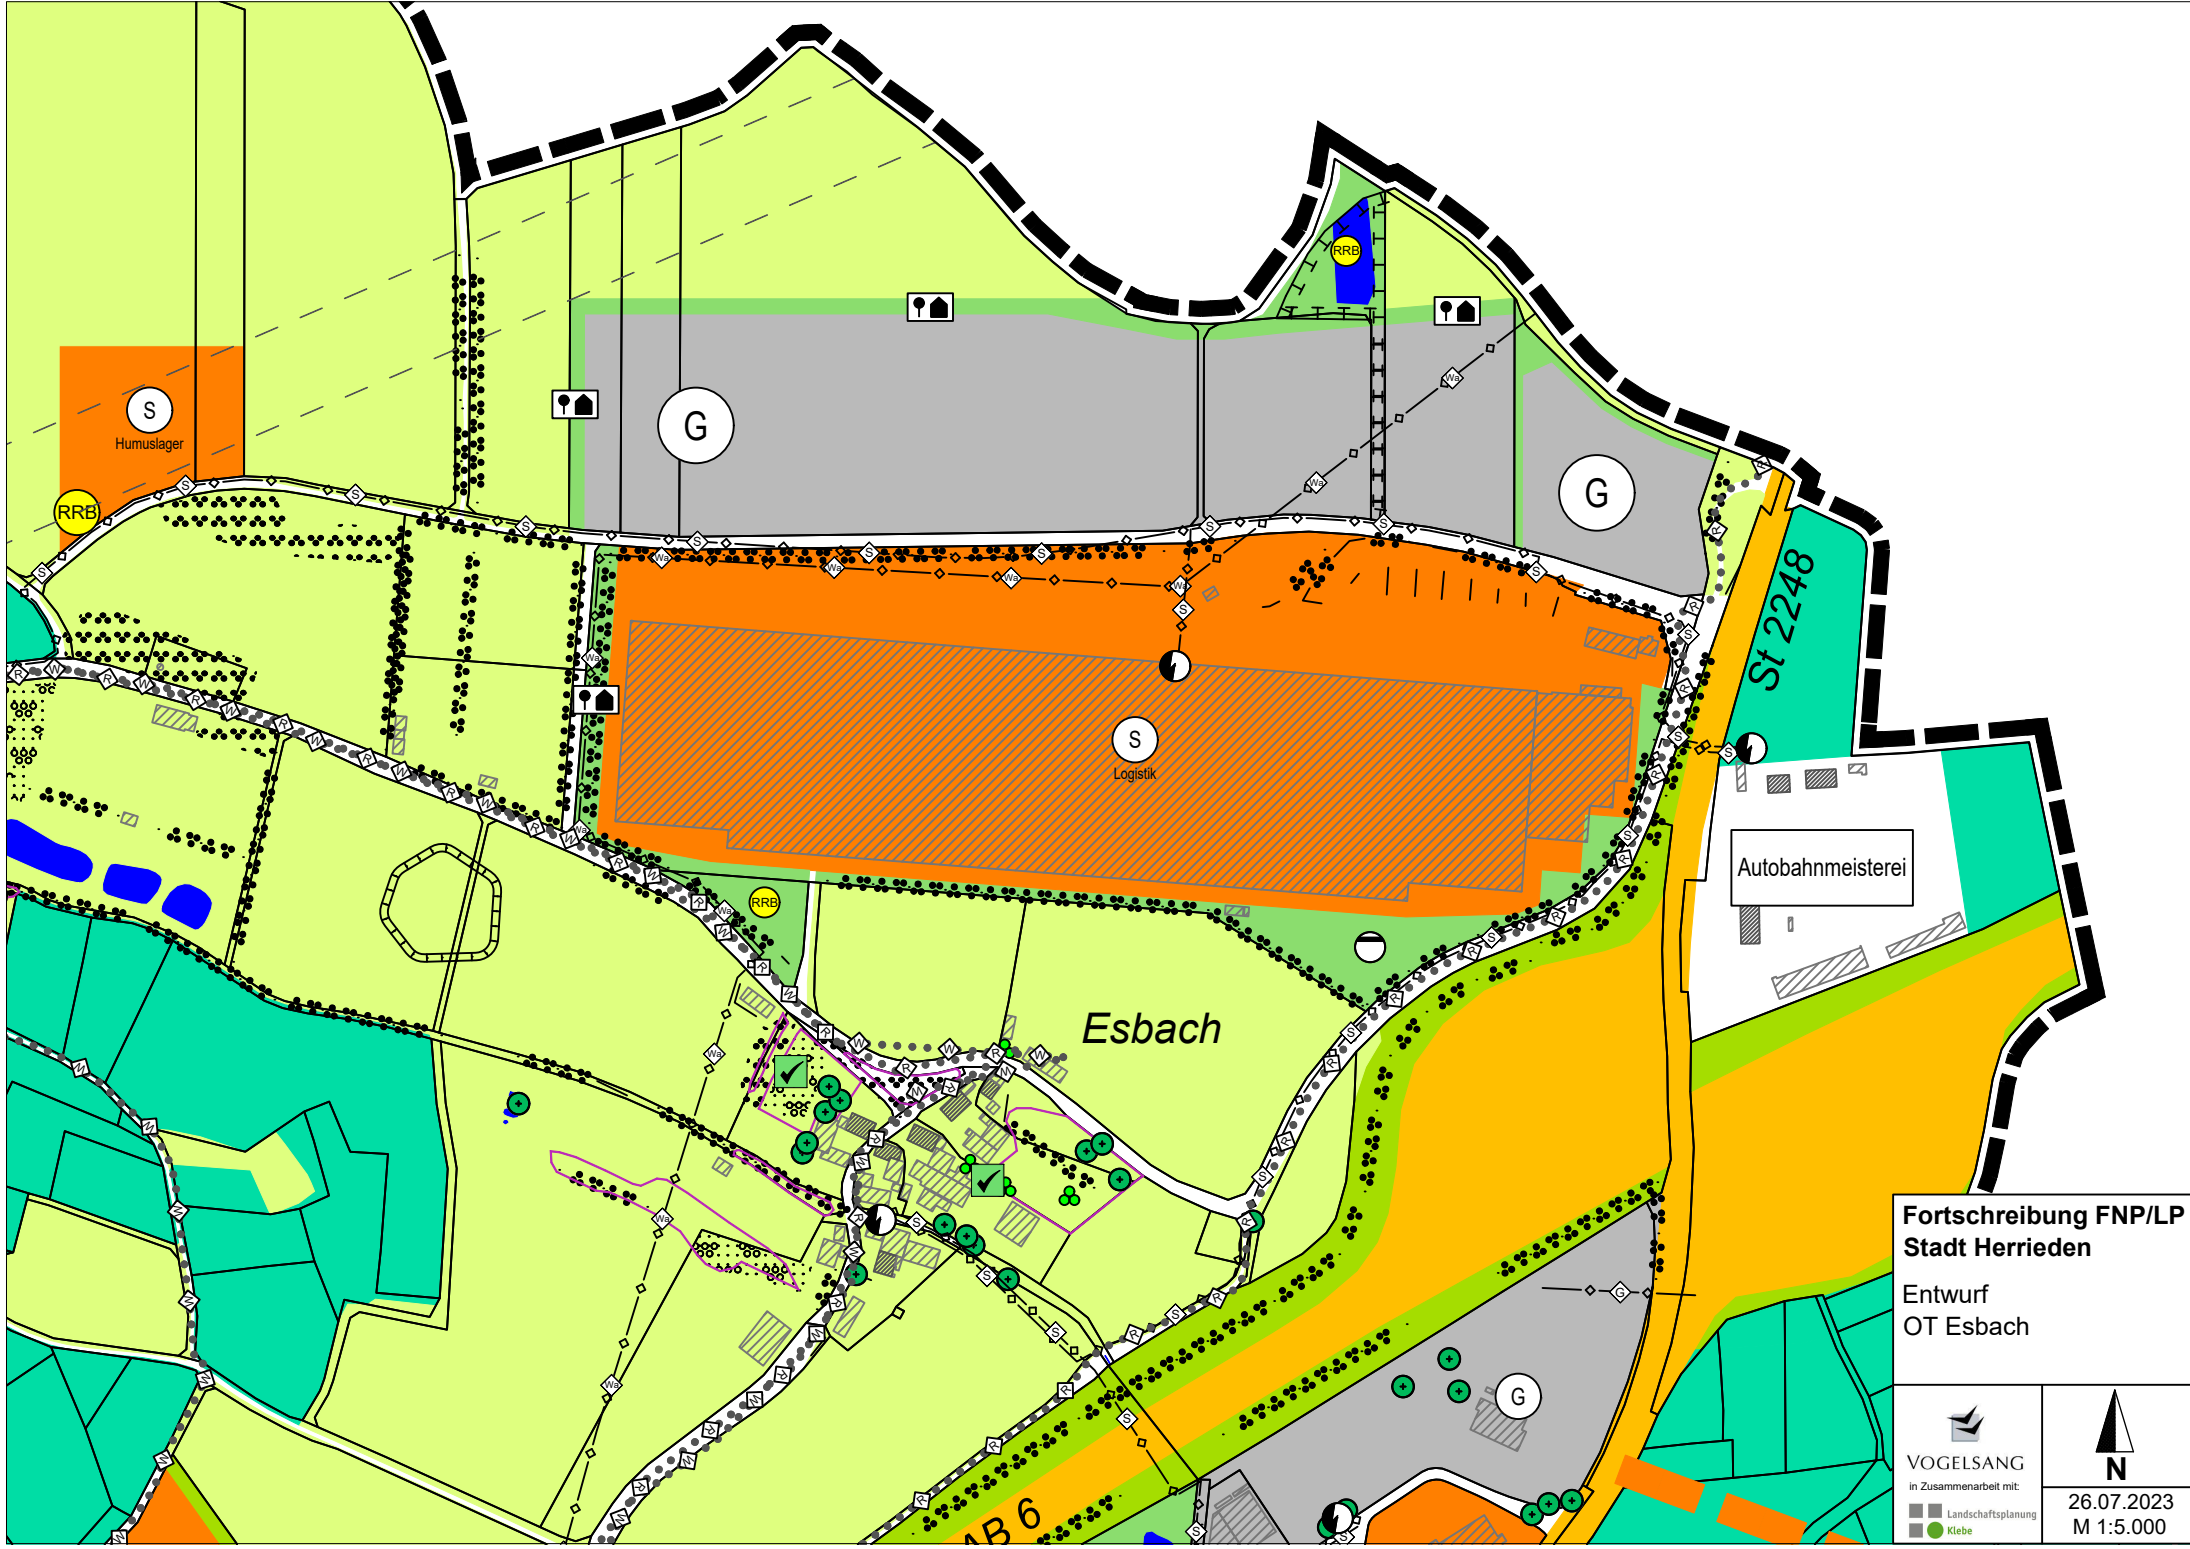 RRB
G
S
Humuslager
G
RRB
St 2248
S
Logistik
Autobahnmeisterei
RRB
Esbach
G
AB 6
Fortschreibung FNP/LP
Stadt Herrieden
Entwurf
OT Esbach
VOGELSANG
in Zusammenarbeit mit:
Landschaftsplanung
Klebe
N
26.07.2023
M 1:5.000